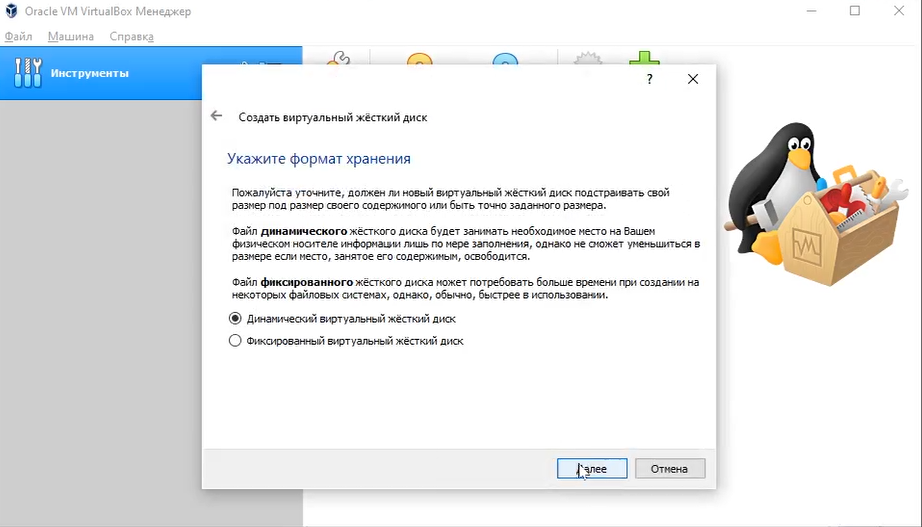 Oracle VM VirtualBox Менеджер
Файл Машина Справка
Инструменты
?
Создать виртуальный жёсткий диск
Укажите формат хранения
Пожалуйста уточните, должен ли новый виртуальный жёсткий диск подстраивать свой
размер под размер своего содержимого или быть точно заданного размера.
Файл динамического жёсткого диска будет занимать необходимое место на Вашем
физическом носителе информации лишь по мере заполнения, однако не сможет уменьшиться в
размере если место, занятое его содержимым, освободится.
Файл фиксированного жёсткого диска может потребовать больше времени при создании на
некоторых файловых системах, однако, обычно, быстрее в использовании.
Динамический виртуальный жёсткий диск
Фиксированный виртуальный жёсткий диск
Далее Отмена